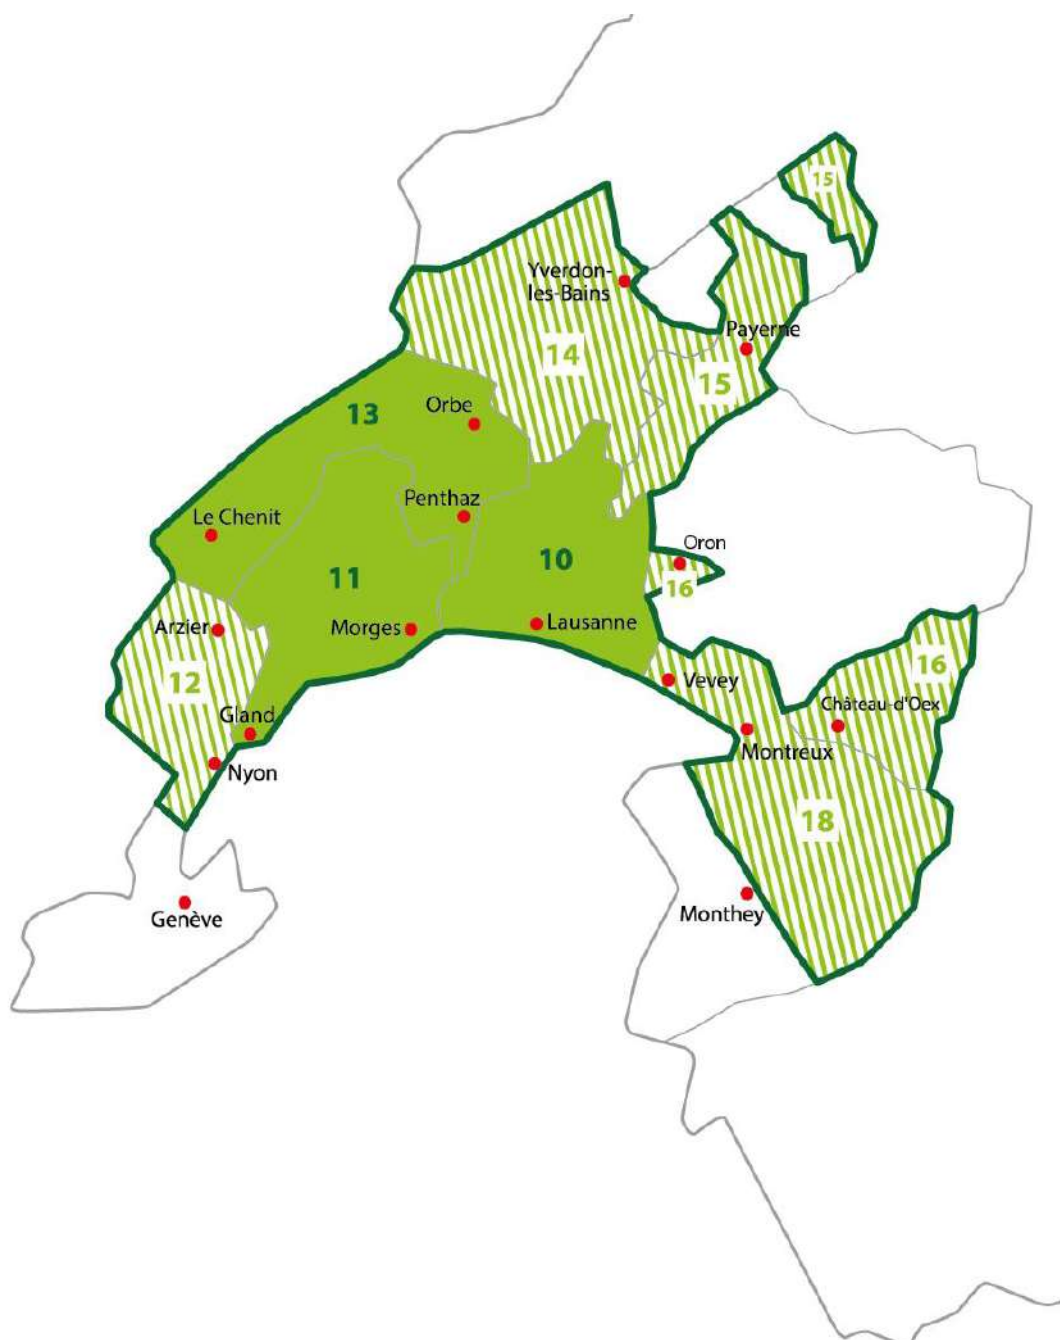 15
Yverdon-
les-Bains
Payerne
14
15
13
Orbe
Penthaz
Le Chenit
Oron
10
11
16
Arzier
Morges
Lausanne
16
12
Vevey
Château-d'Oex
Gland
Montreux
Nyon
18
Monthey
Genève